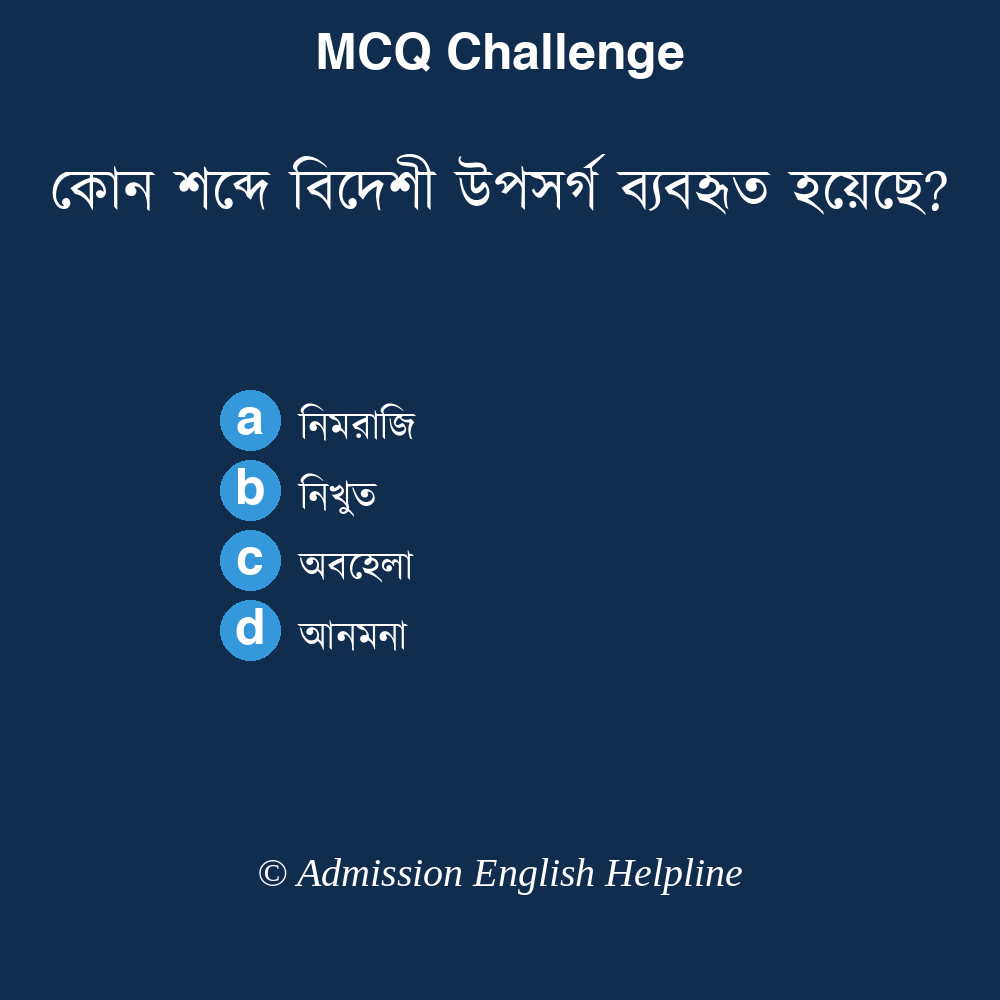 MCQ Challenge
কোন শব্দে বিদেশী উপসর্গ ব্যবহৃত হয়েছে?
a নিমরাজি
b নিখুত
c অবহেলা
d আনমনা
© Admission English Helpline